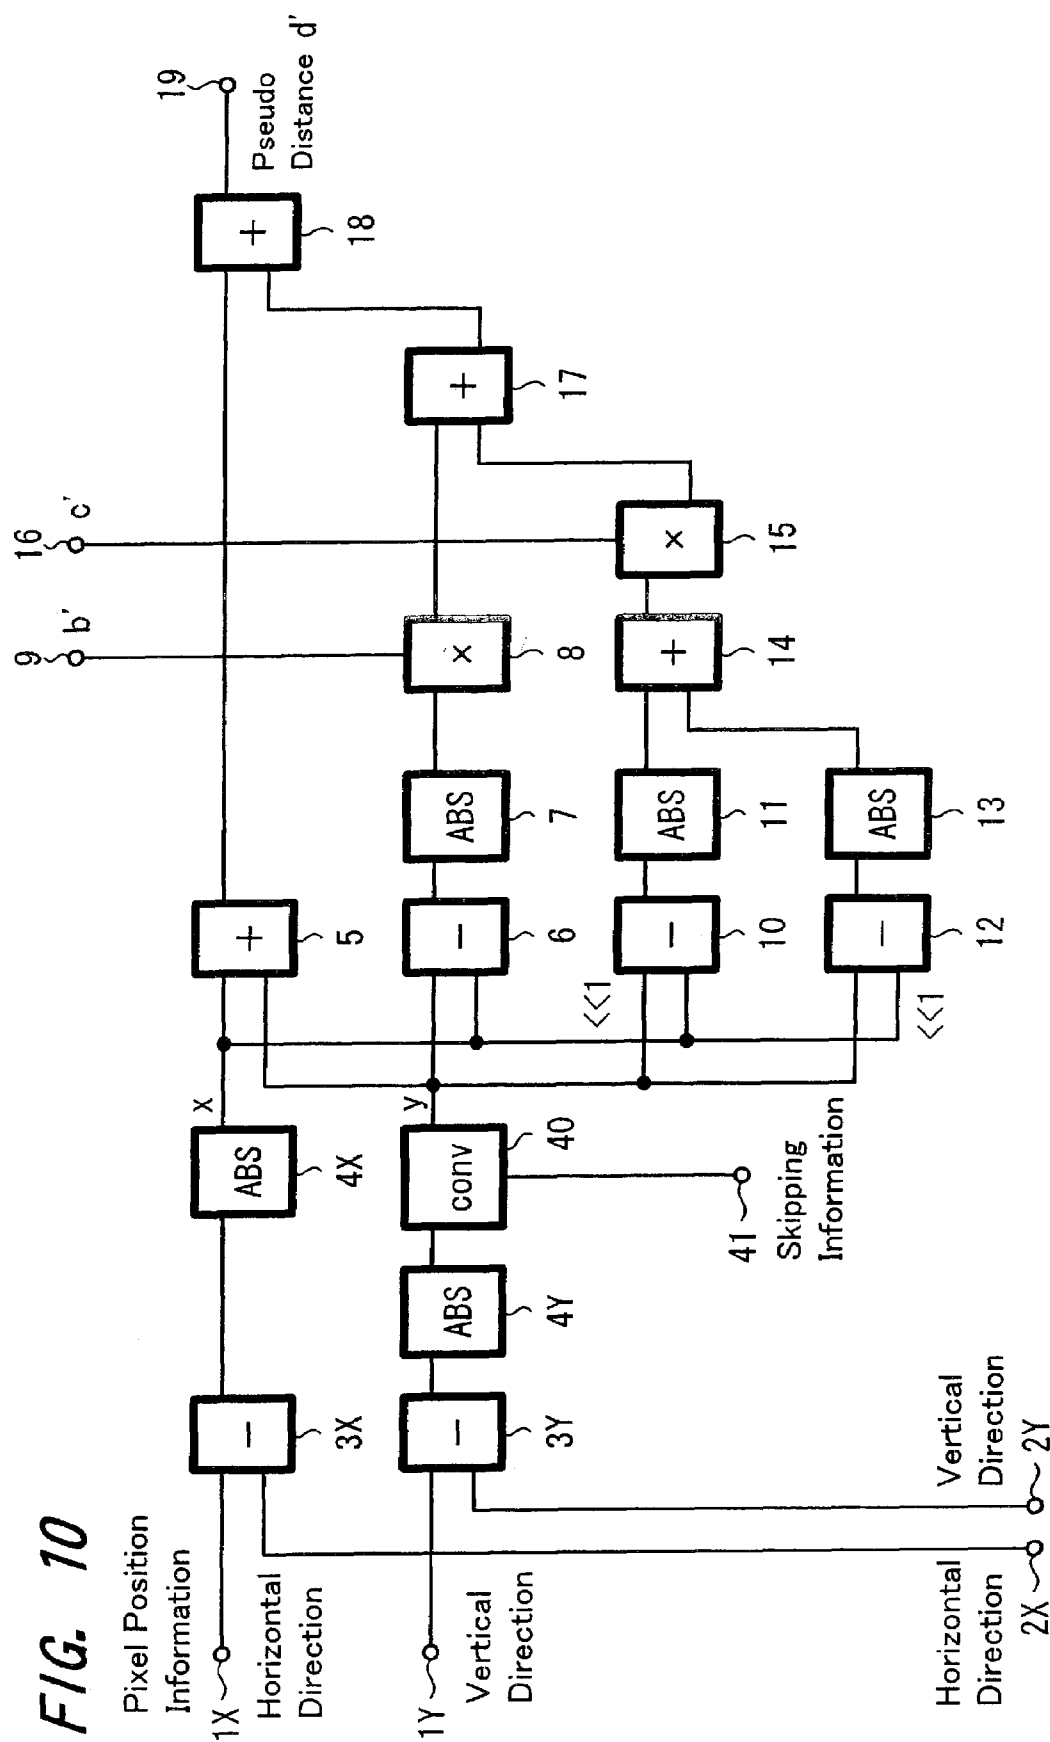 FIG. 10
Pixel Position
Information
1X
Horizontal
Direction
1Y
Vertical
Direction
2X
Horizontal
Direction
2Y
Vertical
Direction
−
3X
−
3Y
ABS
4X
ABS
4Y
conv
40
41
Skipping
Information
x
y
+
5
−
6
<<1
−
10
−
12
<<1
ABS
7
ABS
11
ABS
13
9
b'
×
8
+
14
16
c'
×
15
+
17
+
18
19
Pseudo
Distance d'